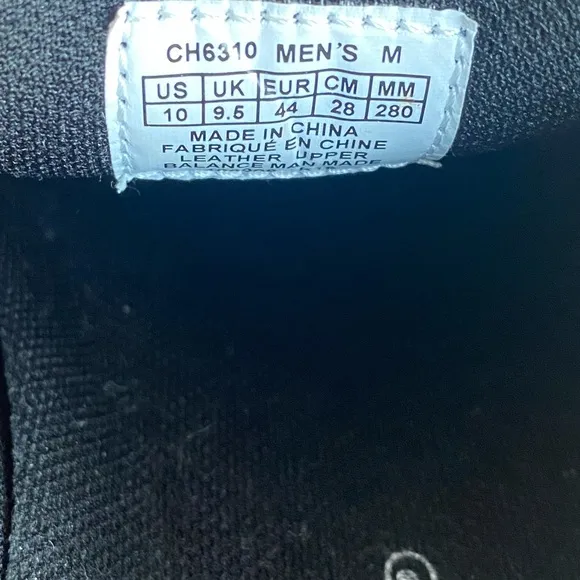 CH6310 MEN'S M
US UK EUR CM MM
10 9.5 44 28 280
MADE IN CHINA
FABRIQUÉ EN CHINE
LEATHER UPPER
BALANCE MAN MADE